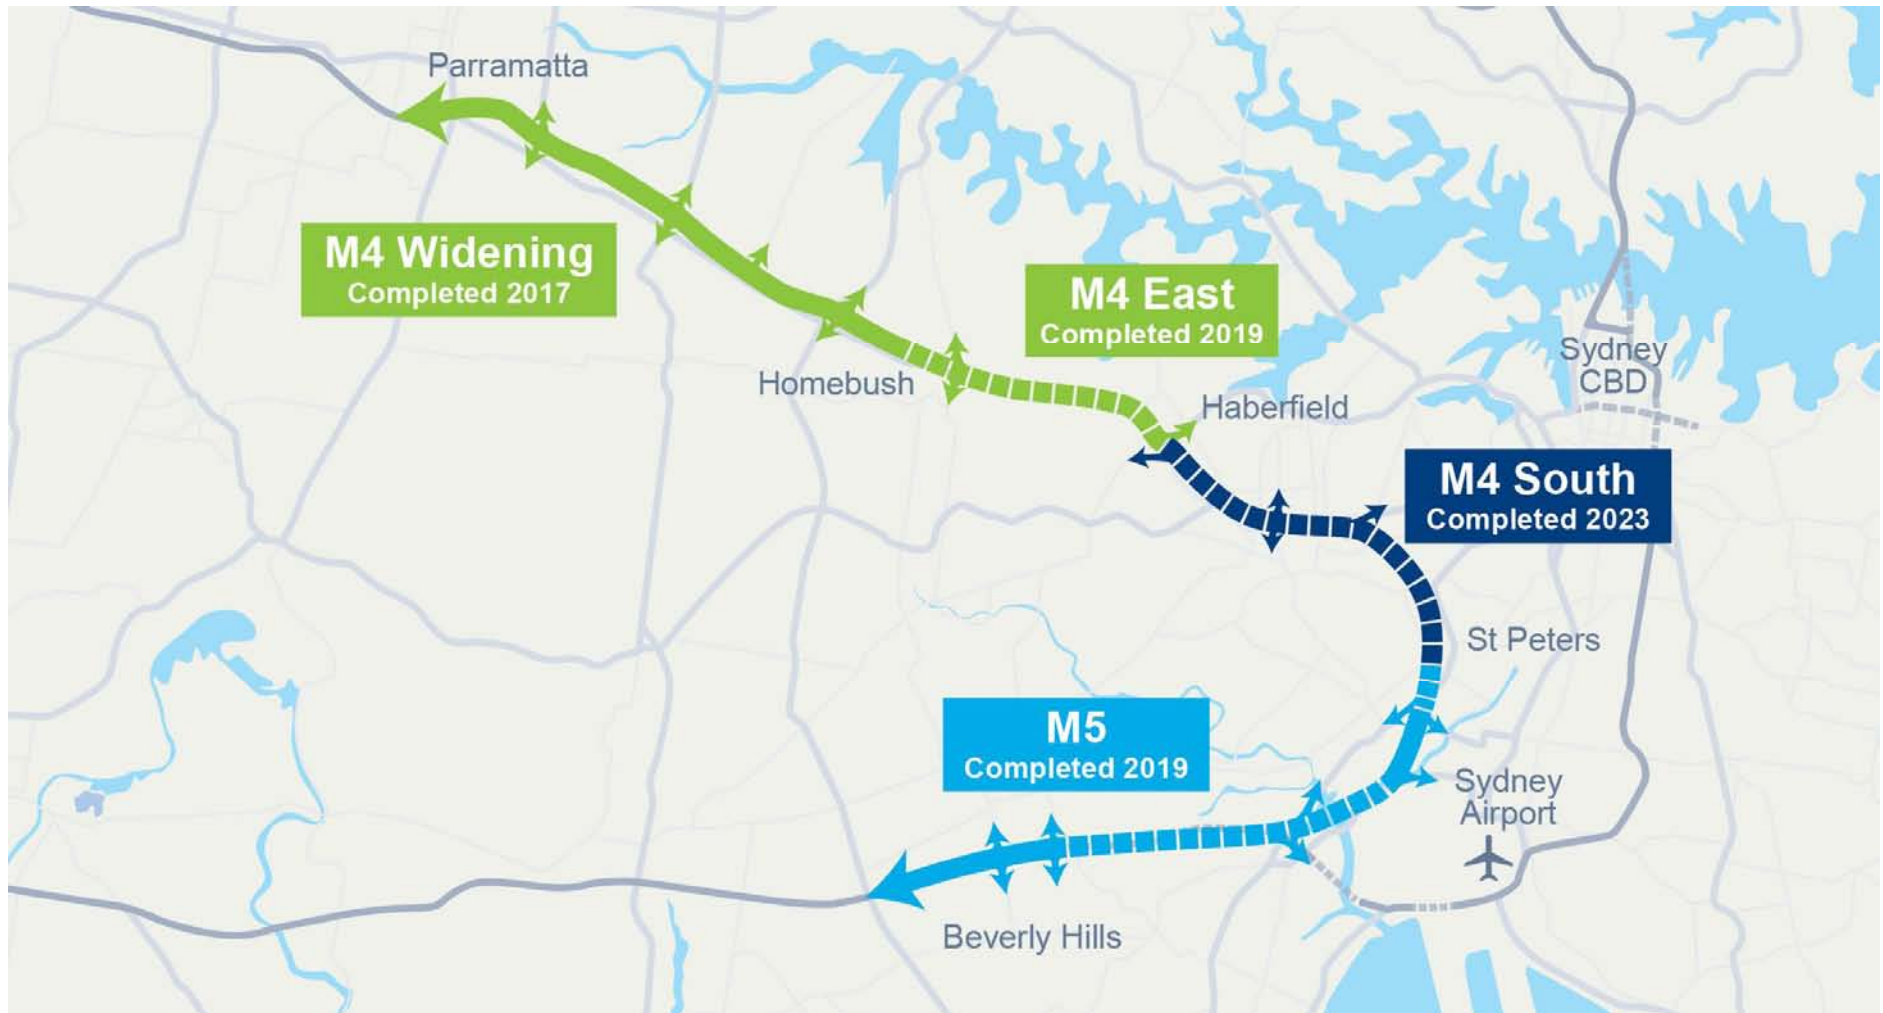 Parramatta
M4 Widening
Completed 2017
M4 East
Completed 2019
Sydney
CBD
Homebush
Haberfield
M4 South
Completed 2023
St Peters
M5
Completed 2019
Sydney
Airport
Beverly Hills